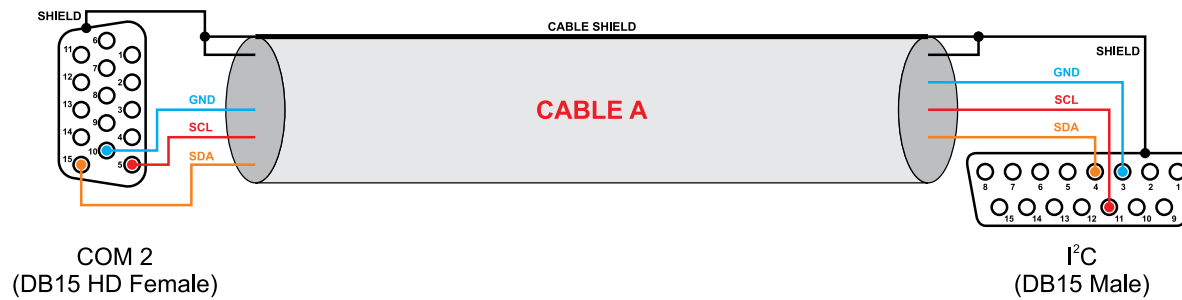 SHIELD
CABLE SHIELD
SHIELD
6
11
1
7
12
2
8
13
3
9
14
4
10
15
5
GND
SCL
SDA
CABLE A
GND
SCL
SDA
8 7 6 5 4 3 2 1
15 14 13 12 11 10 9
COM 2
(DB15 HD Female)
I²C
(DB15 Male)